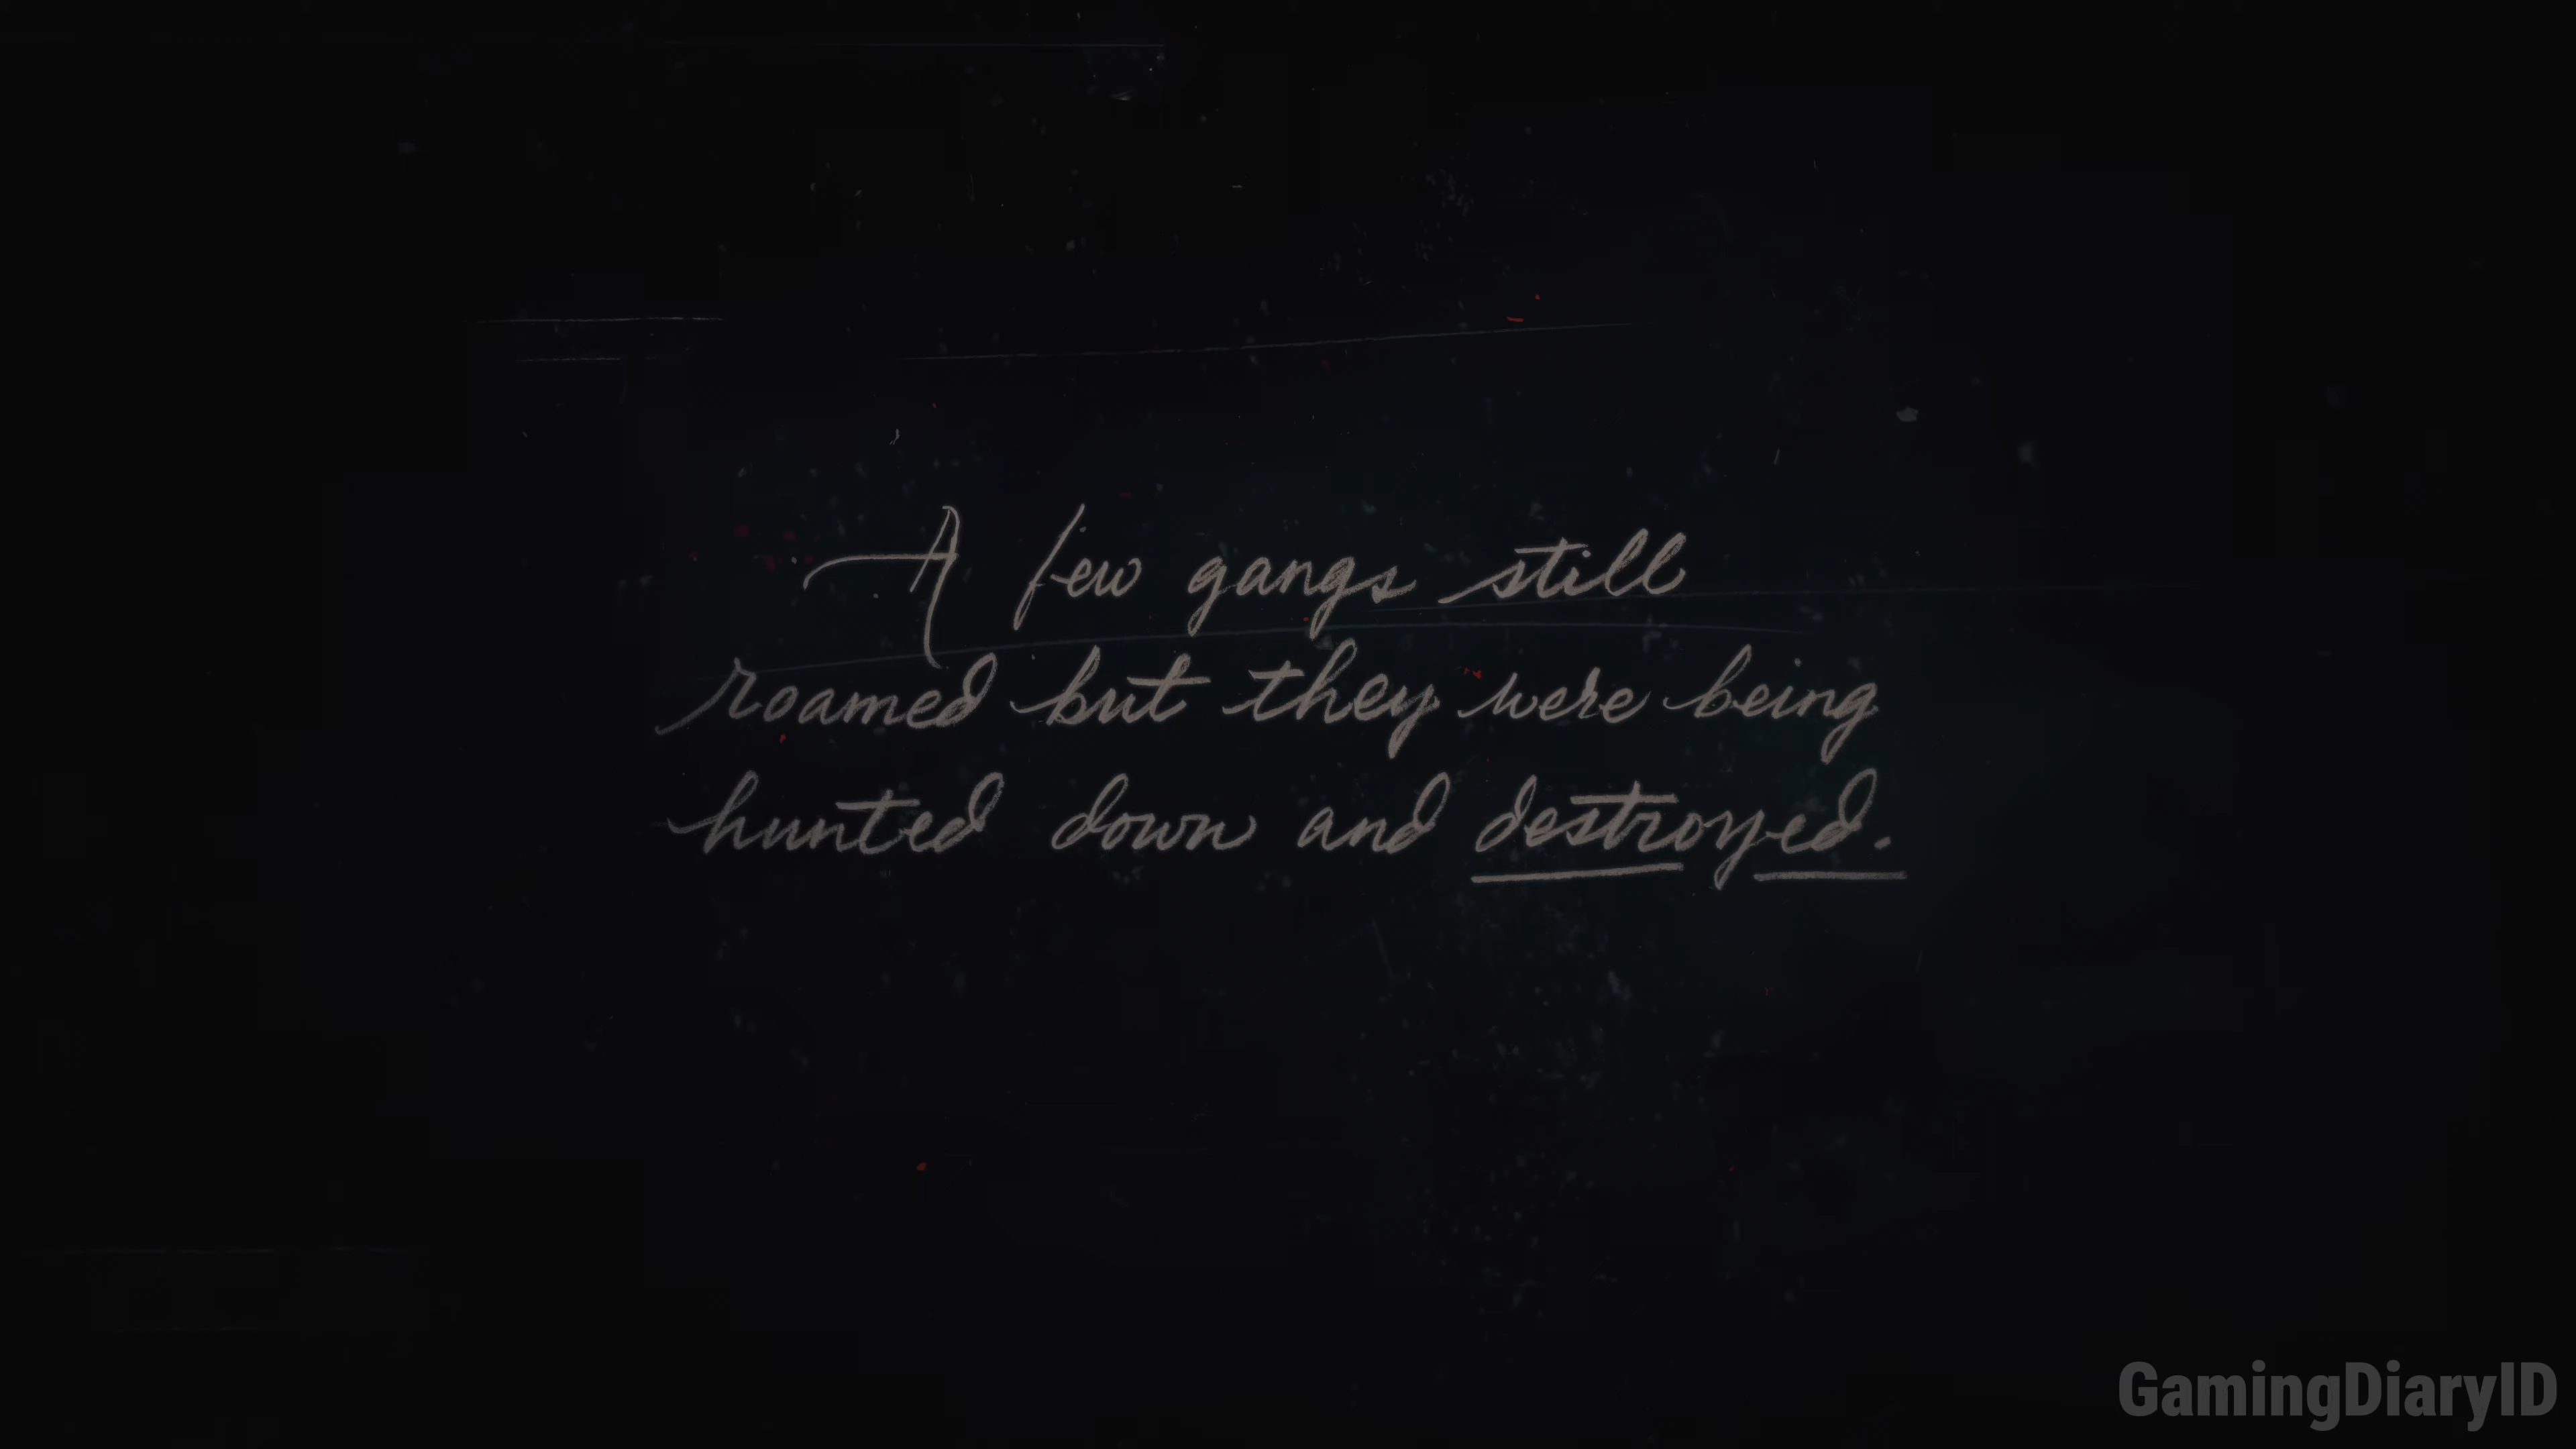 A few gangs still
roamed but they were being
hunted down and destroyed.
GamingDiaryID